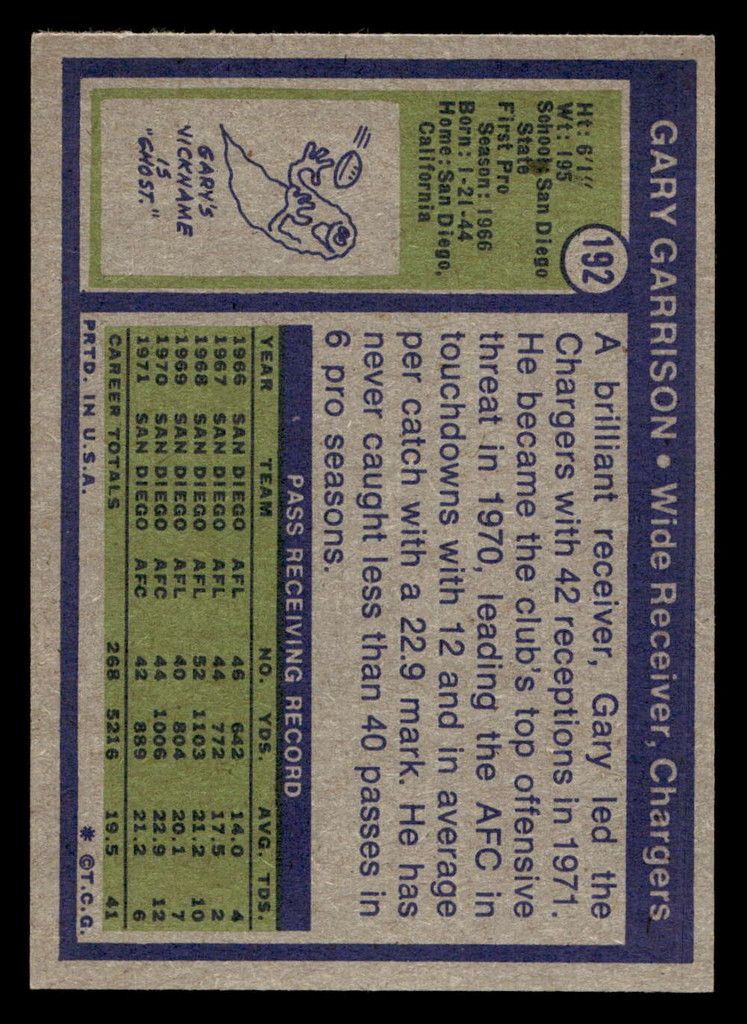 GARY GARRISON • Wide Receiver, Chargers
192
Ht: 6'1"
Wt: 195
School: San Diego
State
First Pro
Season: 1966
Born: 1-21-44
Home: San Diego,
California
GARY'S
NICKNAME
IS
"GHOST."
A brilliant receiver, Gary led the
Chargers with 42 receptions in 1971.
He became the club's top offensive
threat in 1970, leading the AFC in
touchdowns with 12 and in average
per catch with a 22.9 mark. He has
never caught less than 40 passes in
6 pro seasons.
PASS RECEIVING RECORD
YEAR TEAM NO. YDS. AVG. TDS.
1966 SAN DIEGO AFL 46 642 14.0 4
1967 SAN DIEGO AFL 44 772 17.5 2
1968 SAN DIEGO AFL 52 1103 21.2 10
1969 SAN DIEGO AFL 40 804 20.1 7
1970 SAN DIEGO AFC 44 1006 22.9 12
1971 SAN DIEGO AFC 42 889 21.2 6
CAREER TOTALS 268 5216 19.5 41
PRTD. IN U.S.A. * ©T.C.G.